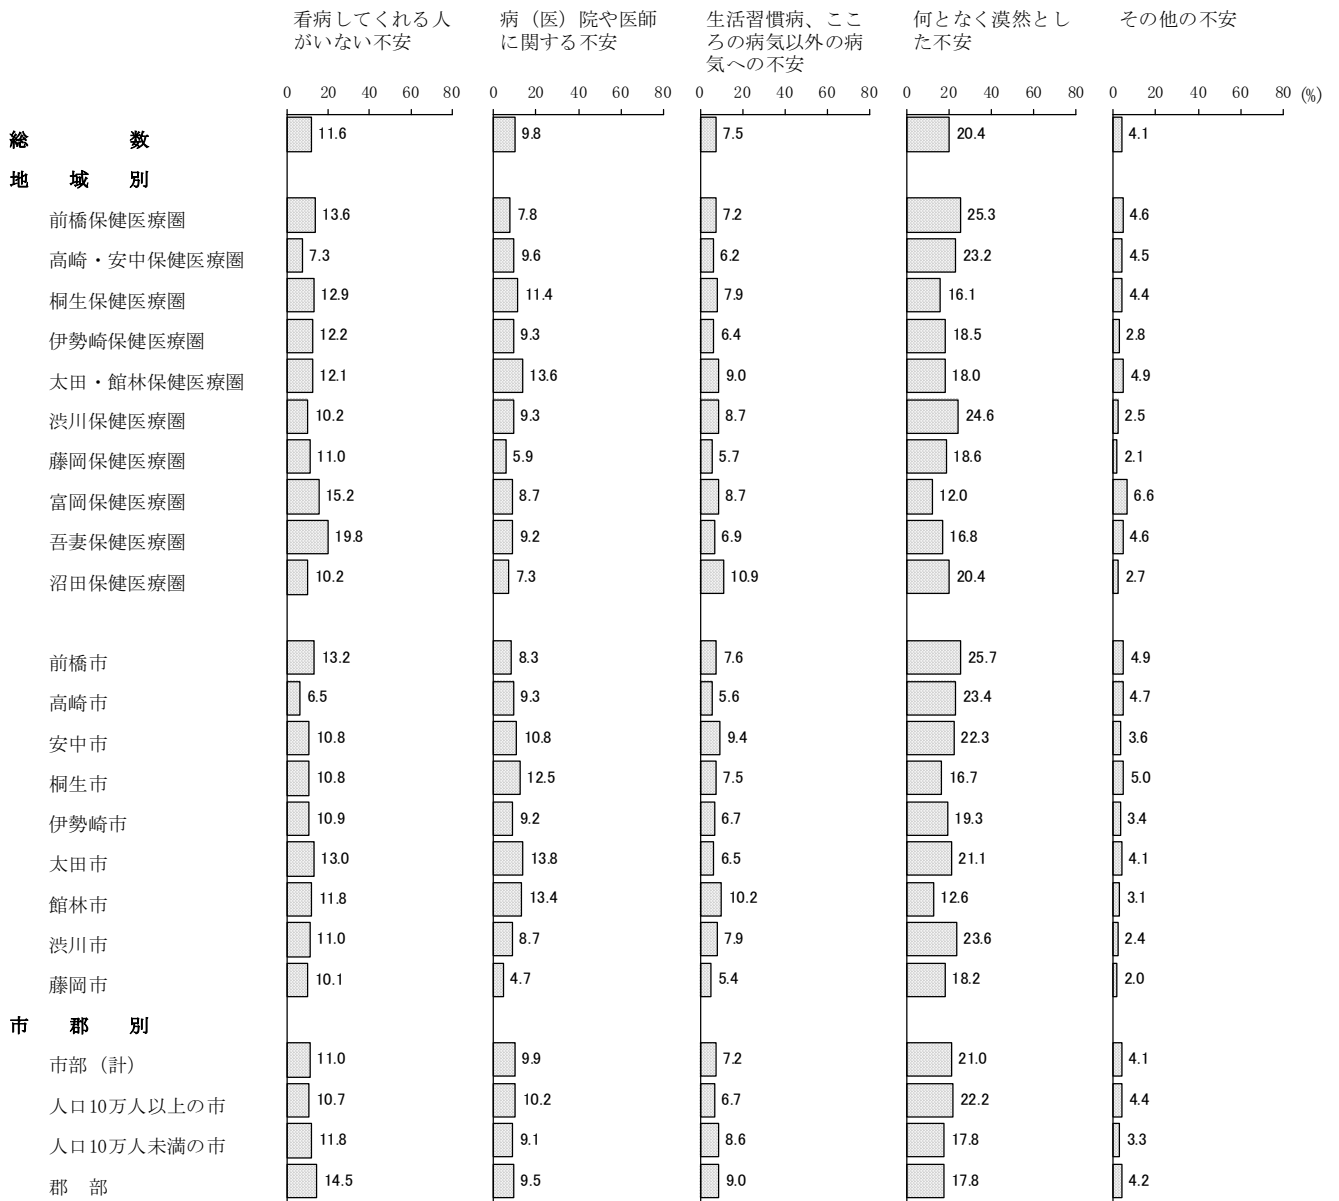 看病してくれる人
がいない不安
病（医）院や医師
に関する不安
生活習慣病、ここ
ろの病気以外の病
気への不安
何となく漠然とし
た不安
その他の不安
0 20 40 60 80 0 20 40 60 80 0 20 40 60 80 0 20 40 60 80 0 20 40 60 80 (%)
総　　　数 11.6 9.8 7.5 20.4 4.1
地　域　別
前橋保健医療圏 13.6 7.8 7.2 25.3 4.6
高崎・安中保健医療圏 7.3 9.6 6.2 23.2 4.5
桐生保健医療圏 12.9 11.4 7.9 16.1 4.4
伊勢崎保健医療圏 12.2 9.3 6.4 18.5 2.8
太田・館林保健医療圏 12.1 13.6 9.0 18.0 4.9
渋川保健医療圏 10.2 9.3 8.7 24.6 2.5
藤岡保健医療圏 11.0 5.9 5.7 18.6 2.1
富岡保健医療圏 15.2 8.7 8.7 12.0 6.6
吾妻保健医療圏 19.8 9.2 6.9 16.8 4.6
沼田保健医療圏 10.2 7.3 10.9 20.4 2.7
前橋市 13.2 8.3 7.6 25.7 4.9
高崎市 6.5 9.3 5.6 23.4 4.7
安中市 10.8 10.8 9.4 22.3 3.6
桐生市 10.8 12.5 7.5 16.7 5.0
伊勢崎市 10.9 9.2 6.7 19.3 3.4
太田市 13.0 13.8 6.5 21.1 4.1
館林市 11.8 13.4 10.2 12.6 3.1
渋川市 11.0 8.7 7.9 23.6 2.4
藤岡市 10.1 4.7 5.4 18.2 2.0
市　郡　別
市部（計） 11.0 9.9 7.2 21.0 4.1
人口10万人以上の市 10.7 10.2 6.7 22.2 4.4
人口10万人未満の市 11.8 9.1 8.6 17.8 3.3
郡　部 14.5 9.5 9.0 17.8 4.2